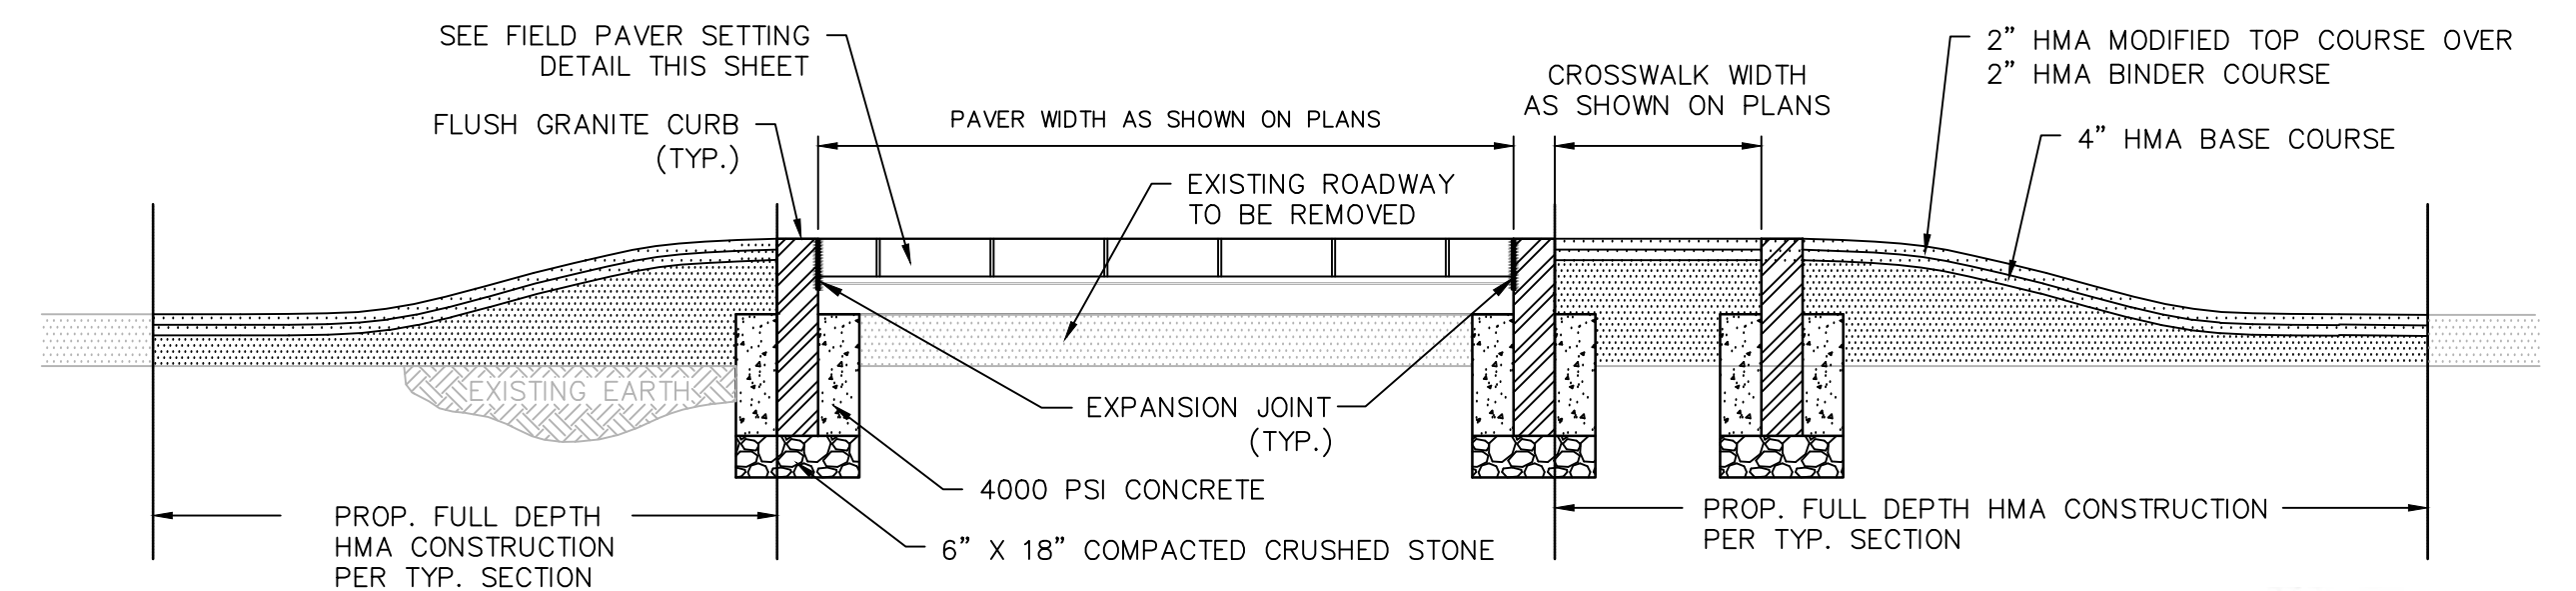 SEE FIELD PAVER SETTING
DETAIL THIS SHEET
FLUSH GRANITE CURB
(TYP.)
PAVER WIDTH AS SHOWN ON PLANS
CROSSWALK WIDTH
AS SHOWN ON PLANS
2” HMA MODIFIED TOP COURSE OVER
2” HMA BINDER COURSE
4” HMA BASE COURSE
EXISTING ROADWAY
TO BE REMOVED
EXISTING EARTH
EXPANSION JOINT
(TYP.)
4000 PSI CONCRETE
6” X 18” COMPACTED CRUSHED STONE
PROP. FULL DEPTH
HMA CONSTRUCTION
PER TYP. SECTION
PROP. FULL DEPTH HMA CONSTRUCTION
PER TYP. SECTION